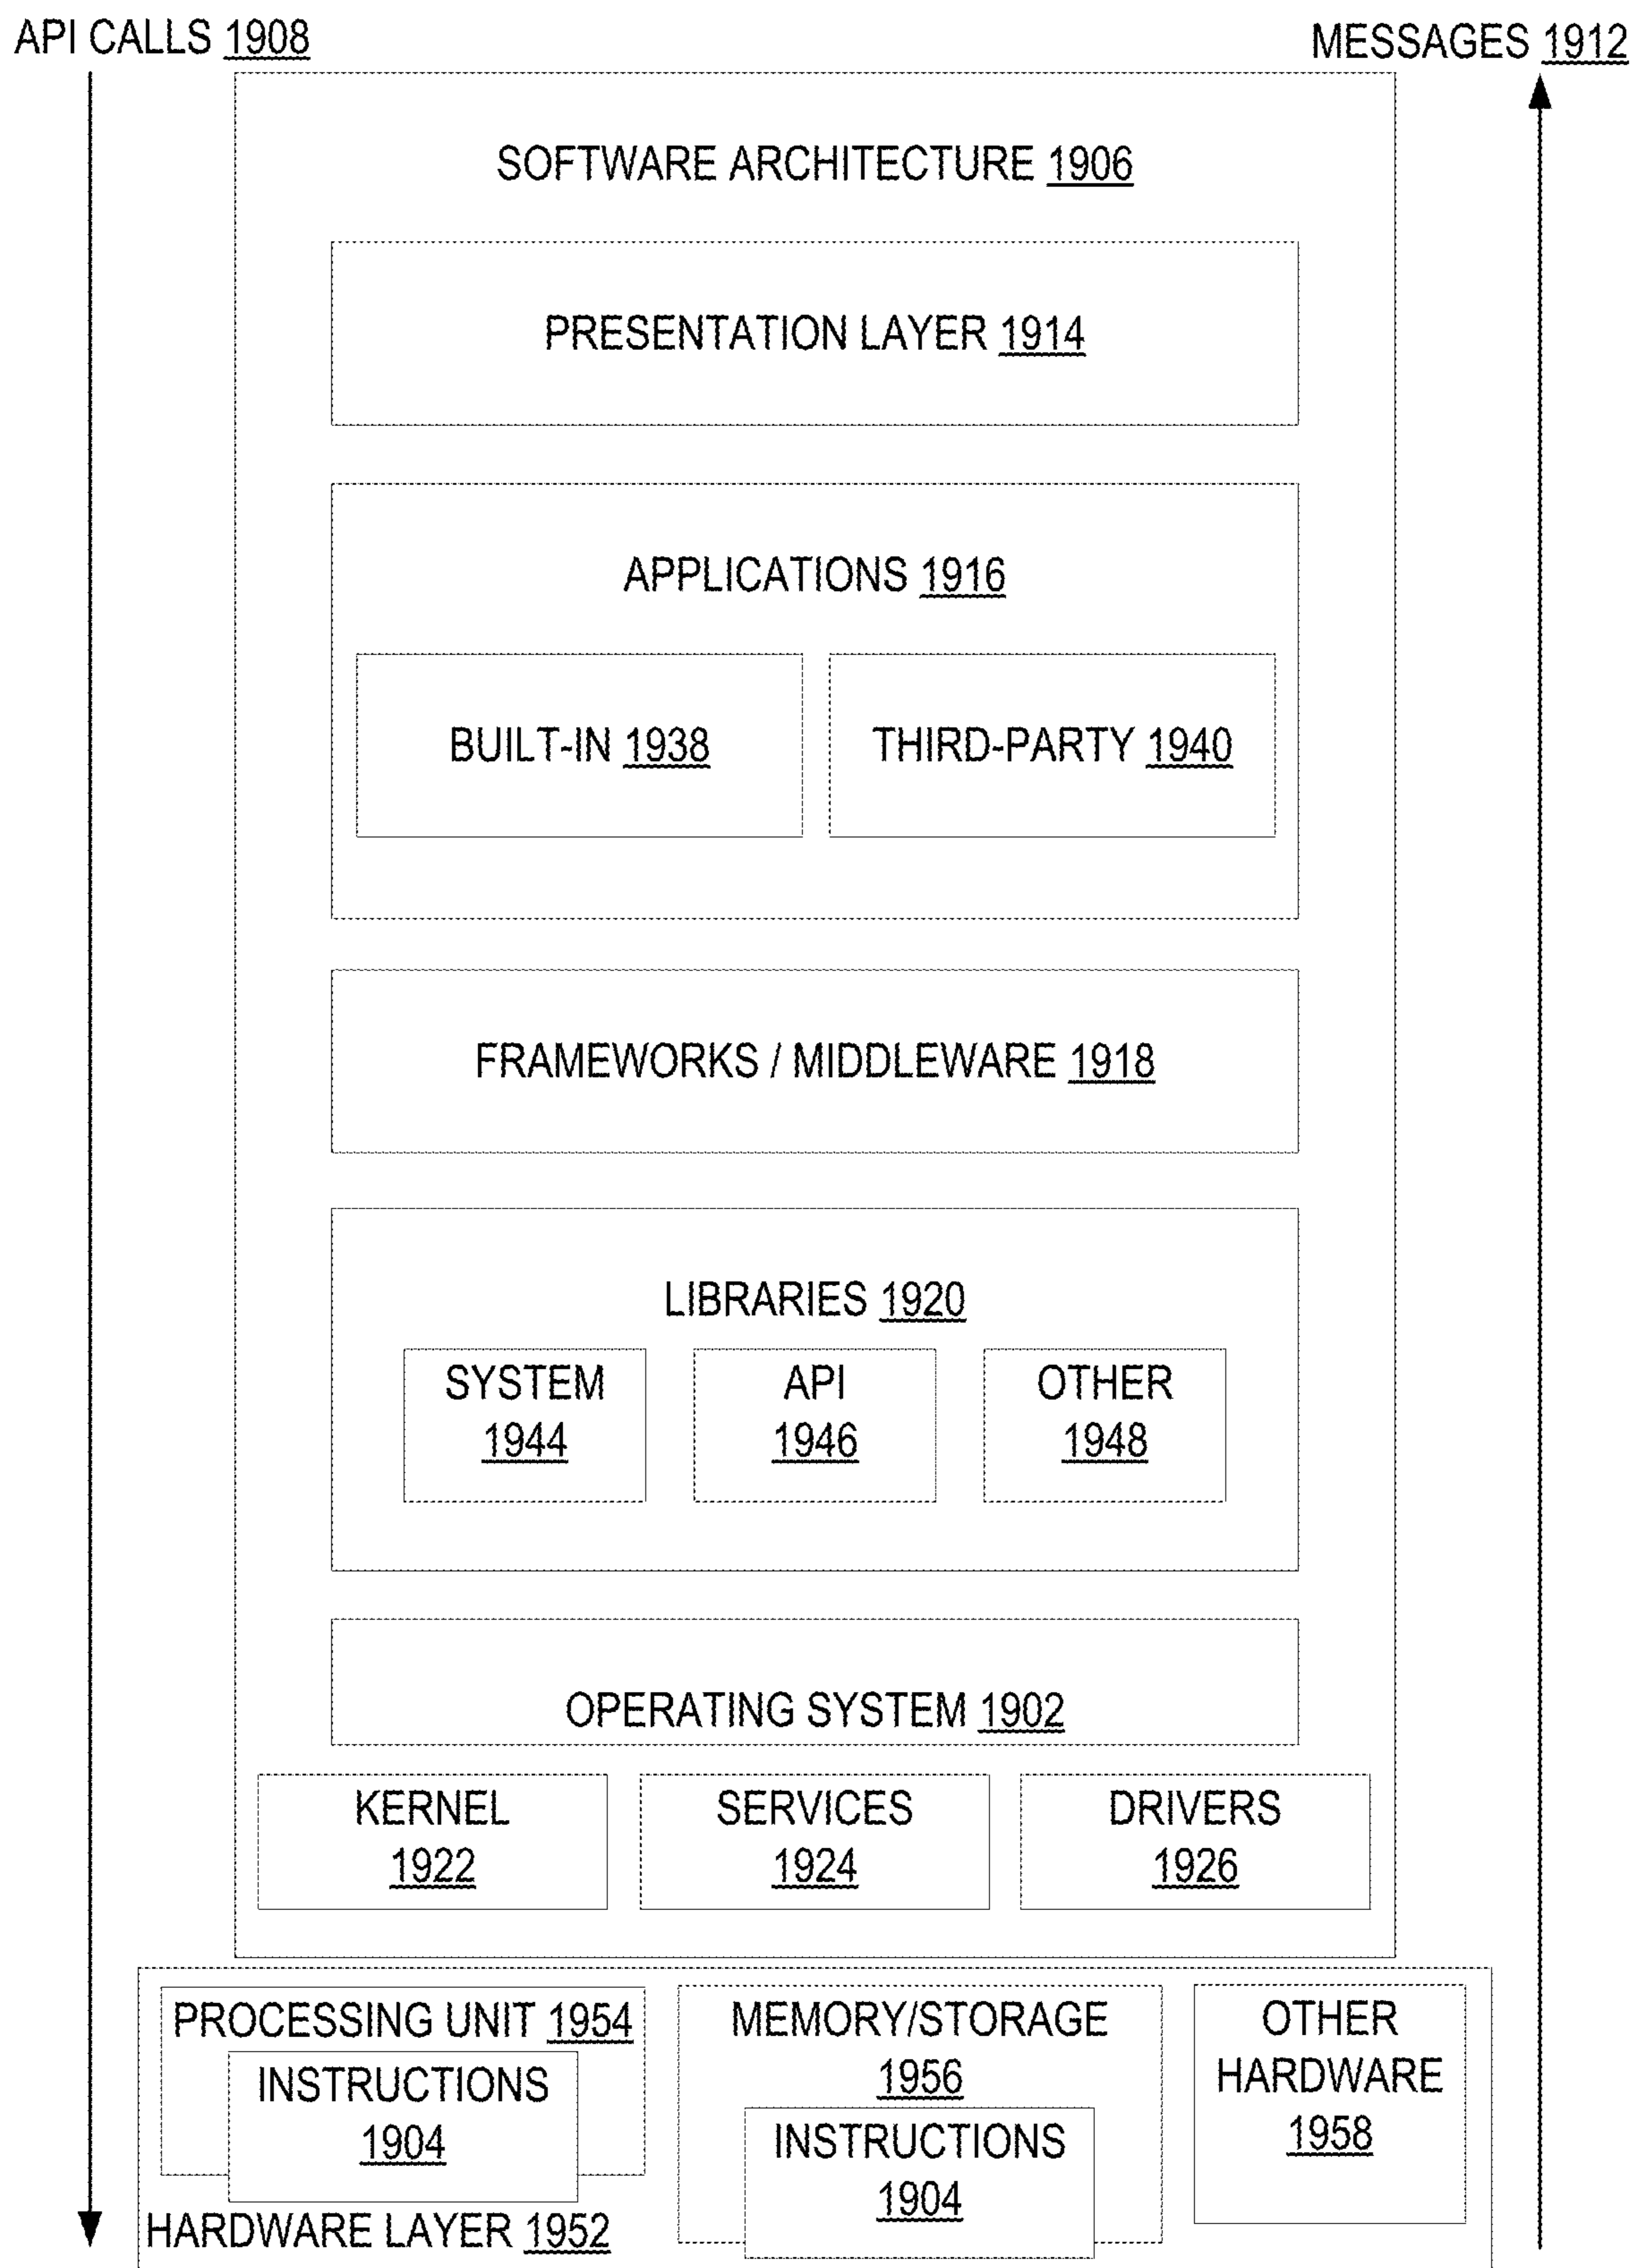 API CALLS 1908
MESSAGES 1912
SOFTWARE ARCHITECTURE 1906
PRESENTATION LAYER 1914
APPLICATIONS 1916
BUILT-IN 1938
THIRD-PARTY 1940
FRAMEWORKS / MIDDLEWARE 1918
LIBRARIES 1920
SYSTEM
1944
API
1946
OTHER
1948
OPERATING SYSTEM 1902
KERNEL
1922
SERVICES
1924
DRIVERS
1926
PROCESSING UNIT 1954
INSTRUCTIONS
1904
MEMORY/STORAGE
1956
INSTRUCTIONS
1904
OTHER
HARDWARE
1958
HARDWARE LAYER 1952